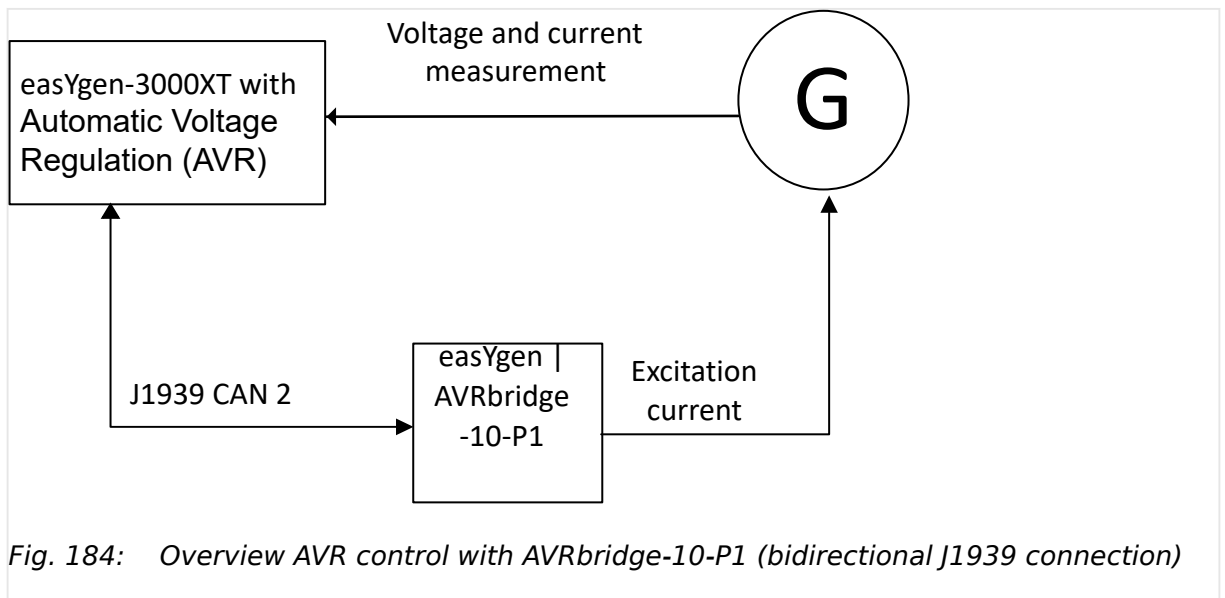 Voltage and current
measurement
G
easYgen-3000XT with
Automatic Voltage
Regulation (AVR)
J1939 CAN 2
easYgen |
AVRbridge
-10-P1
Excitation
current
Fig. 184: Overview AVR control with AVRbridge-10-P1 (bidirectional J1939 connection)